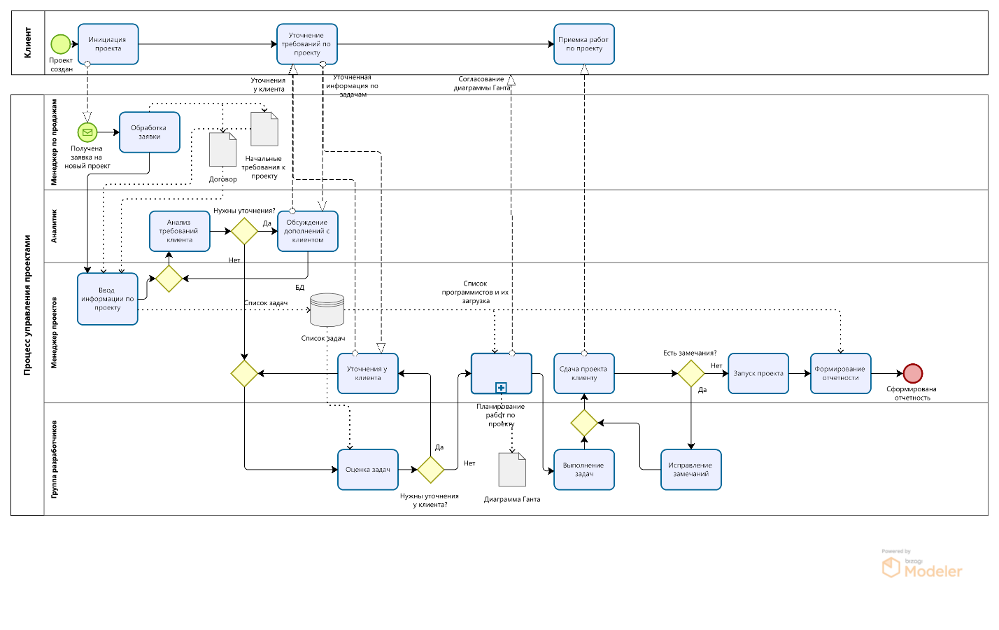 Клиент
Проект
создан
Инициация
проекта
Уточнение
требований по
проекту
Приемка работ
по проекту
Уточнения
у клиента
Уточненная
информация по
задачам
Согласование
диаграммы Ганта
Процесс управления проектами
Менеджер по продажам
Получена
заявка на
новый проект
Обработка
заявки
Договор
Начальные
требования к
проекту
Аналитик
Анализ
требований
клиента
Нужны уточнения?
Да
Нет
Обсуждение
дополнений с
клиентом
Менеджер проектов
Ввод
информации по
проекту
Список задач
БД
Список задач
Список
программистов и их
загрузка
Уточнения у
клиента
Планирование
работ по
проекту
Сдача проекта
клиенту
Есть замечания?
Нет
Да
Запуск проекта
Формирование
отчетности
Сформирована
отчетность
Группа разработчиков
Оценка задач
Да
Нет
Нужны уточнения
у клиента?
Диаграмма Ганта
Выполнение
задач
Исправление
замечаний
Powered by
bizagi
Modeler